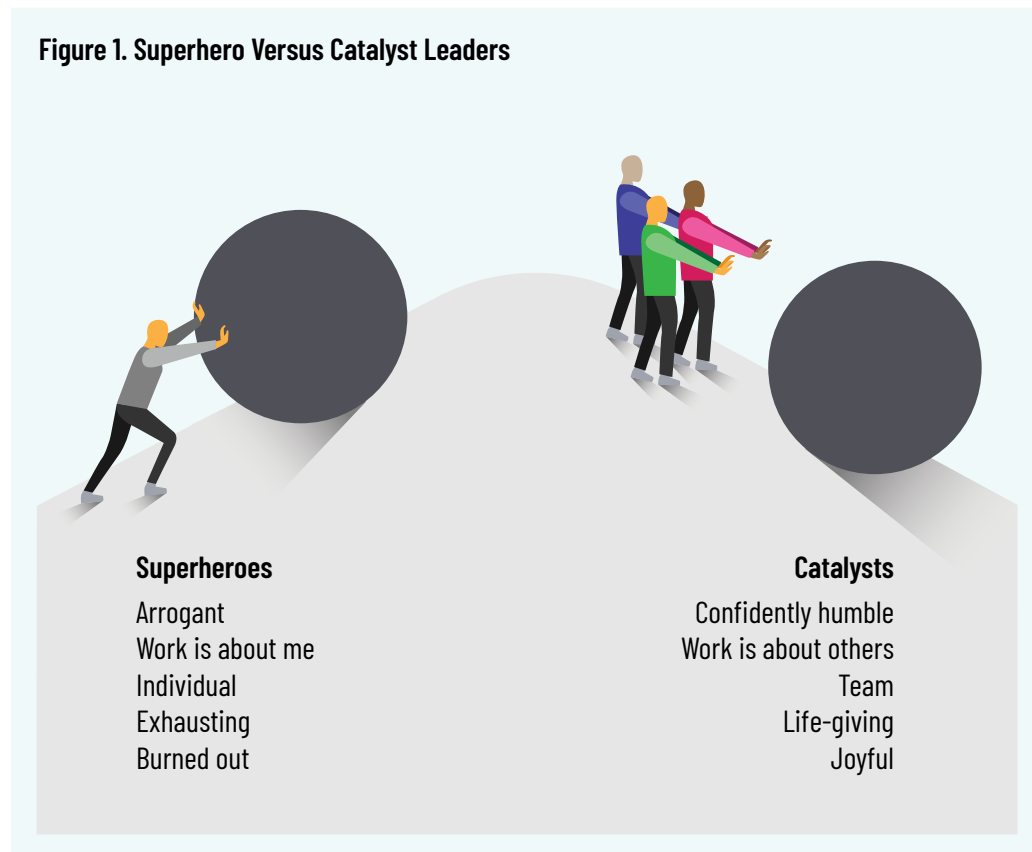 Figure 1. Superhero Versus Catalyst Leaders
Superheroes
Arrogant
Work is about me
Individual
Exhausting
Burned out
Catalysts
Confidently humble
Work is about others
Team
Life-giving
Joyful